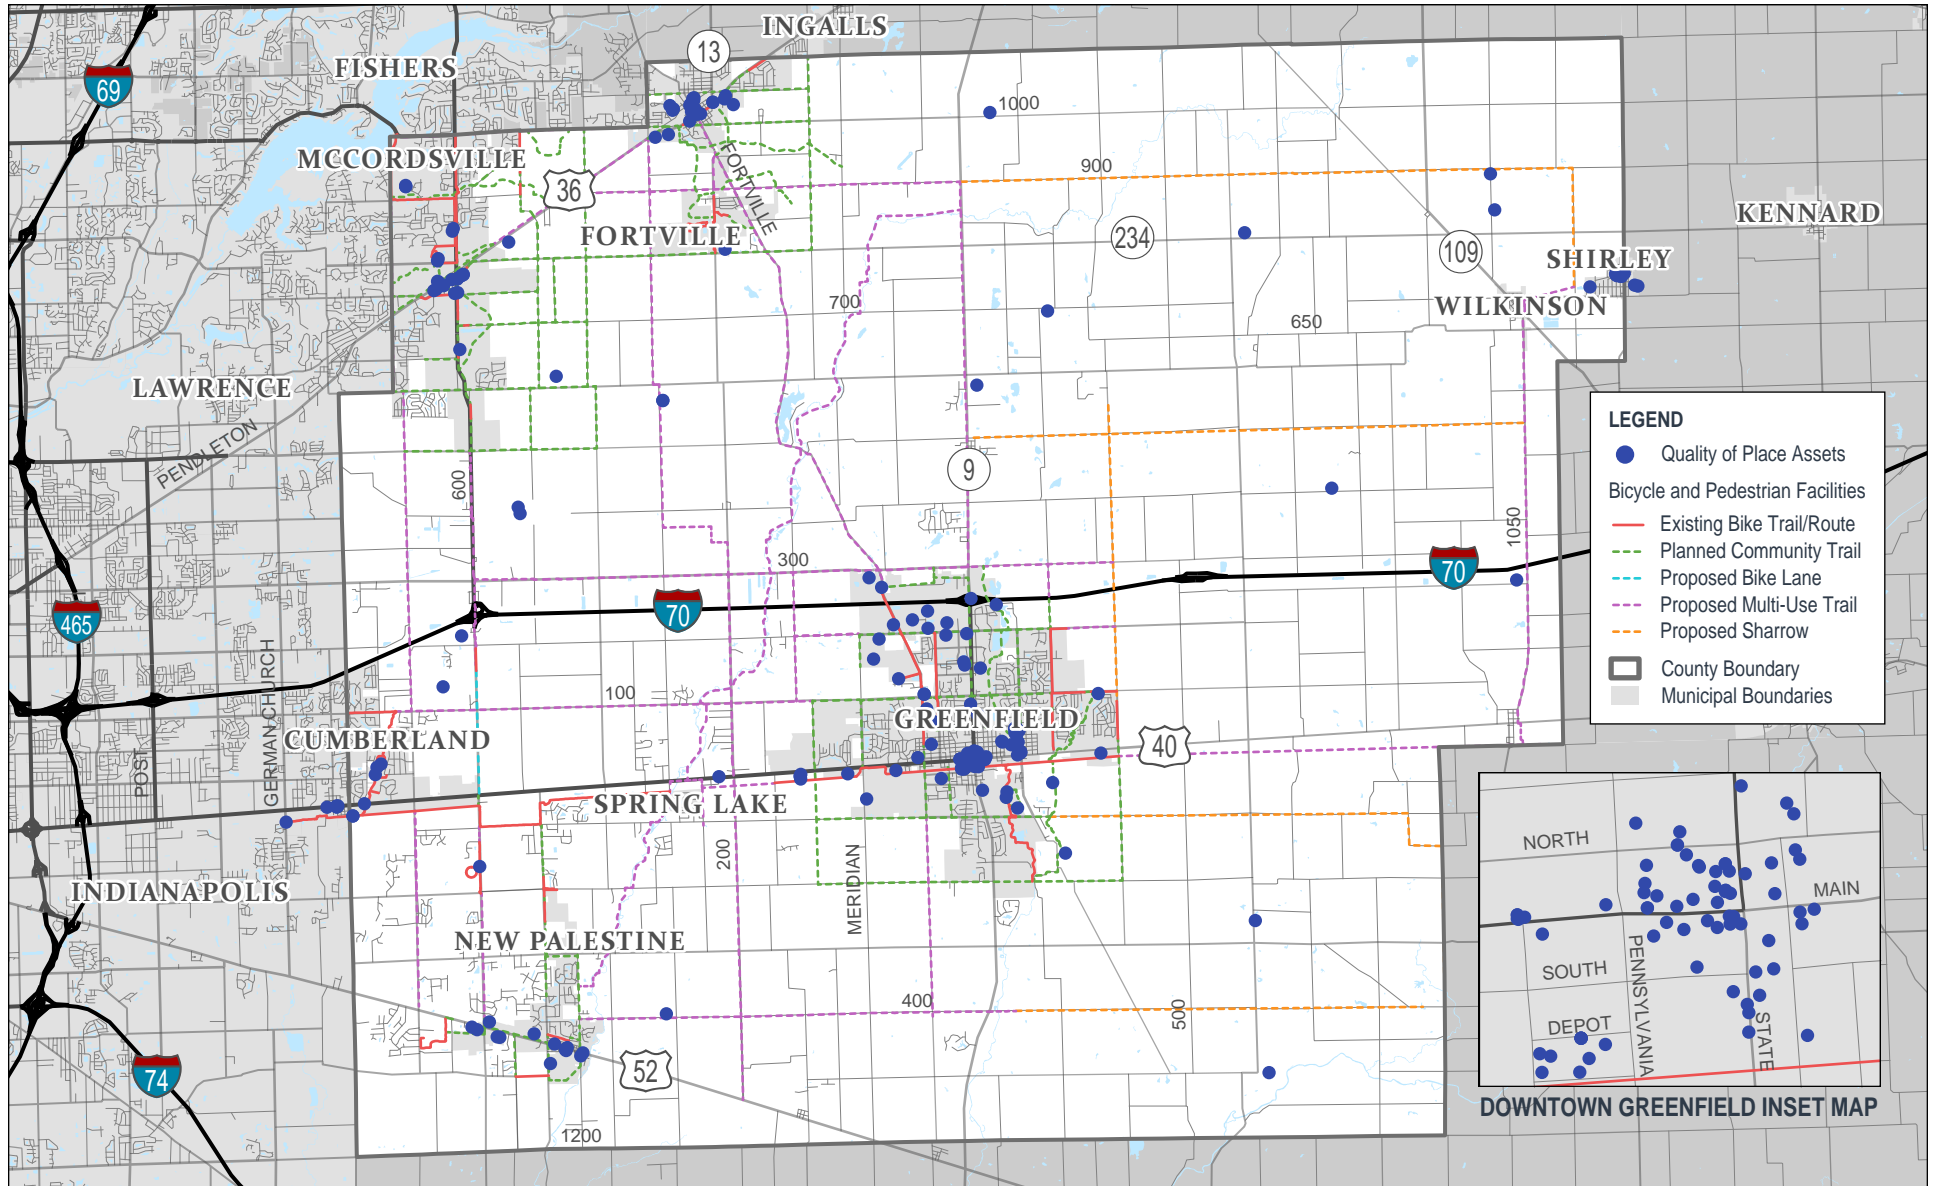 INGALLS
13
FISHERS
69
1000
MCCORDSVILLE
FORTVILLE
900
36
KENNARD
FORTVILLE
234
109
SHIRLEY
700
WILKINSON
650
LAWRENCE
PENDLETON
9
600
1050
300
70
70
465
GERMAN CHURCH
100
GREENFIELD
CUMBERLAND
40
POST
SPRING LAKE
200
MERIDIAN
INDIANAPOLIS
NEW PALESTINE
400
500
52
74
1200
LEGEND
Quality of Place Assets
Bicycle and Pedestrian Facilities
Existing Bike Trail/Route
Planned Community Trail
Proposed Bike Lane
Proposed Multi-Use Trail
Proposed Sharrow
County Boundary
Municipal Boundaries
NORTH
MAIN
SOUTH
PENNSYLVANIA
DEPOT
STATE
DOWNTOWN GREENFIELD INSET MAP